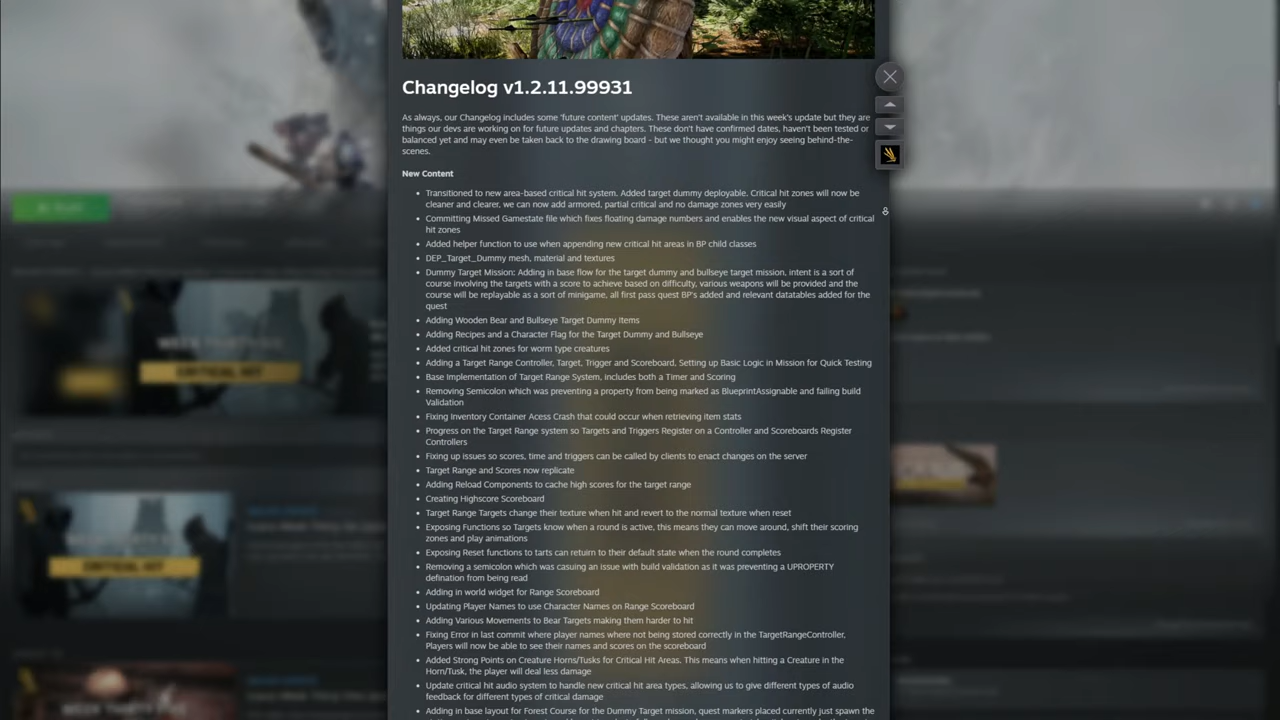 Changelog v1.2.11.99931
As always, our Changelog includes some 'future content' updates. These aren't available in this week's update but they are
things our devs are working on for future updates and chapters. These don't have confirmed dates, haven't been tested or
balanced yet and may even be taken back to the drawing board - but we thought you might enjoy seeing behind-the-
scenes.
New Content
Transitioned to new area-based critical hit system. Added target dummy deployable. Critical hit zones will now be
cleaner and clearer, we can now add armored, partial critical and no damage zones very easily
Committing Missed Gamestate file which fixes floating damage numbers and enables the new visual aspect of critical
hit zones
Added helper function to use when appending new critical hit areas in BP child classes
DEP_Target_Dummy mesh, material and textures
Dummy Target Mission: Adding in base flow for the target dummy and bullseye target mission, intent is a sort of
course involving the targets with a score to achieve based on difficulty, various weapons will be provided and the
course will be replayable as a sort of minigame, all first pass quest BP's added and relevant datatables added for the
quest
Adding Wooden Bear and Bullseye Target Dummy Items
Adding Recipes and a Character Flag for the Target Dummy and Bullseye
Added critical hit zones for worm type creatures
Adding a Target Range Controller, Target, Trigger and Scoreboard, Setting up Basic Logic in Mission for Quick Testing
Base Implementation of Target Range System, includes both a Timer and Scoring
Removing Semicolon which was preventing a property from being marked as BlueprintAssignable and failing build
Validation
Fixing Inventory Container Acess Crash that could occur when retrieving item stats
Progress on the Target Range system so Targets and Triggers Register on a Controller and Scoreboards Register
Controllers
Fixing up issues so scores, time and triggers can be called by clients to enact changes on the server
Target Range and Scores now replicate
Adding Reload Components to cache high scores for the target range
Creating Highscore Scoreboard
Target Range Targets change their texture when hit and revert to the normal texture when reset
Exposing Functions so Targets know when a round is active, this means they can move around, shift their scoring
zones and play animations
Exposing Reset functions to tarts can retuirn to their default state when the round completes
Removing a semicolon which was casuing an issue with build validation as it was preventing a UPROPERTY
defination from being read
Adding in world widget for Range Scoreboard
Updating Player Names to use Character Names on Range Scoreboard
Adding Various Movements to Bear Targets making them harder to hit
Fixing Error in last commit where player names where not being stored correctly in the TargetRangeController,
Players will now be able to see their names and scores on the scoreboard
Added Strong Points on Creature Horns/Tusks for Critical Hit Areas. This means when hitting a Creature in the
Horn/Tusk, the player will deal less damage
Update critical hit audio system to handle new critical hit area types, allowing us to give different types of audio
feedback for different types of critical damage
Adding in base layout for Forest Course for the Dummy Target mission, quest markers placed currently just spawn the
CRITICAL HIT
CRITICAL HIT